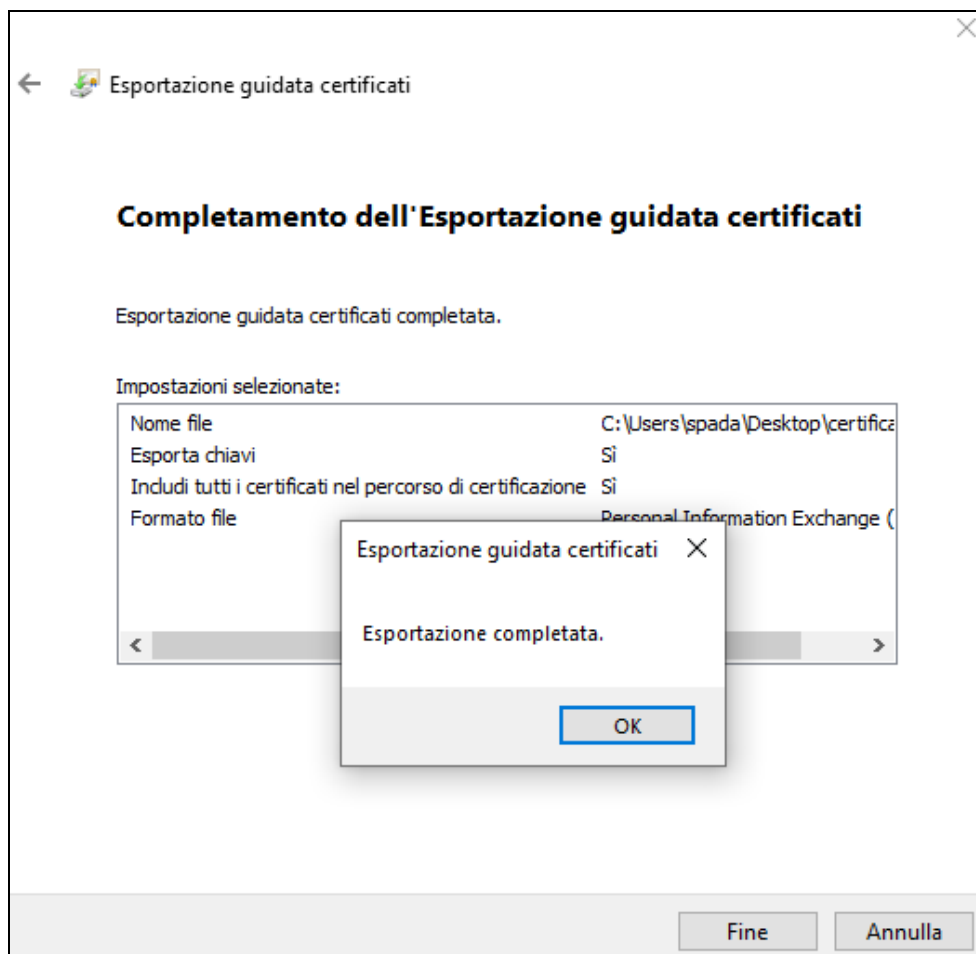 Esportazione guidata certificati
Completamento dell'Esportazione guidata certificati
Esportazione guidata certificati completata.
Impostazioni selezionate:
Nome file C:\Users\spada\Desktop\certifica
Esporta chiavi Sì
Includi tutti i certificati nel percorso di certificazione Sì
Formato file Personal Information Exchange (
Esportazione guidata certificati
Esportazione completata.
OK
Fine Annulla